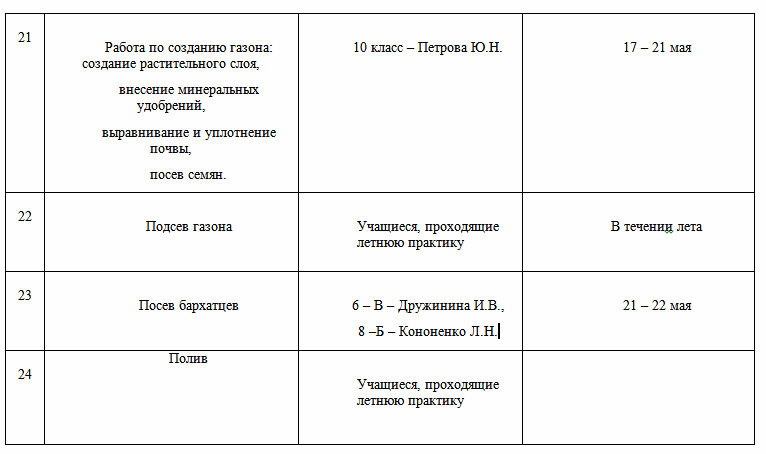 21
Работа по созданию газона:
создание растительного слоя,
внесение минеральных
удобрений,
выравнивание и уплотнение
почвы,
посев семян.
10 класс – Петрова Ю.Н.
17 – 21 мая
22
Подсев газона
Учащиеся, проходящие
летнюю практику
В течении лета
23
Посев бархатцев
6 – В – Дружинина И.В.,
8 –Б – Кононенко Л.Н.
21 – 22 мая
24
Полив
Учащиеся, проходящие
летнюю практику